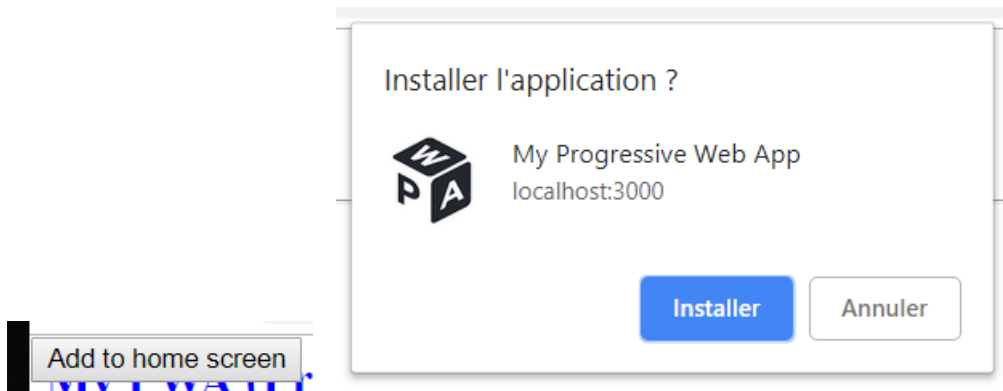 Installer l'application ?
W
P A
My Progressive Web App
localhost:3000
Installer Annuler
Add to home screen